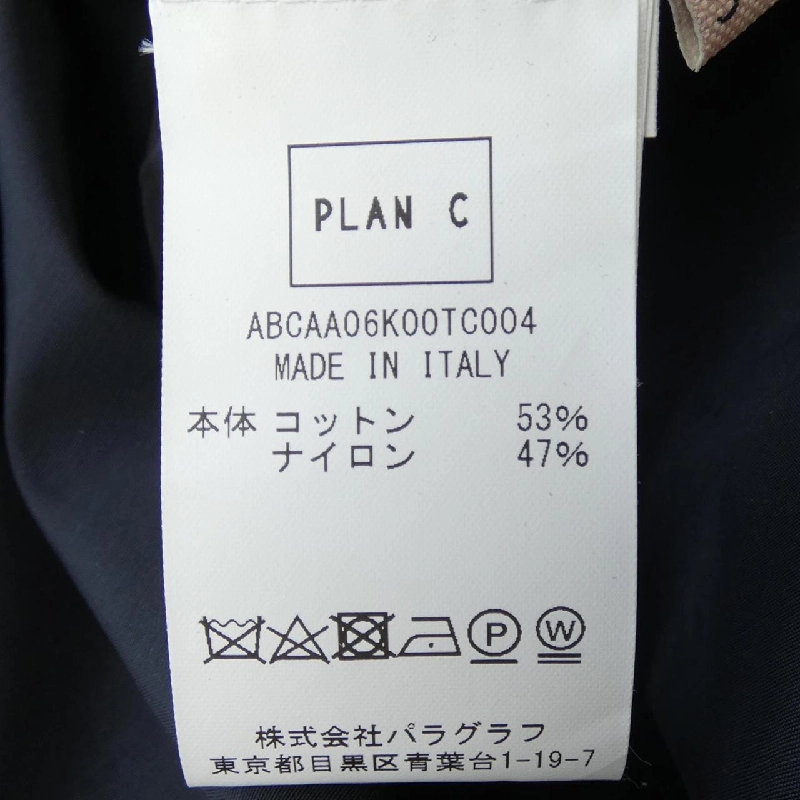 PLAN C
ABCAA06K00TC004
MADE IN ITALY
本体 コットン 53%
ナイロン 47%
P W
株式会社パラグラフ
東京都目黒区青葉台1-19-7